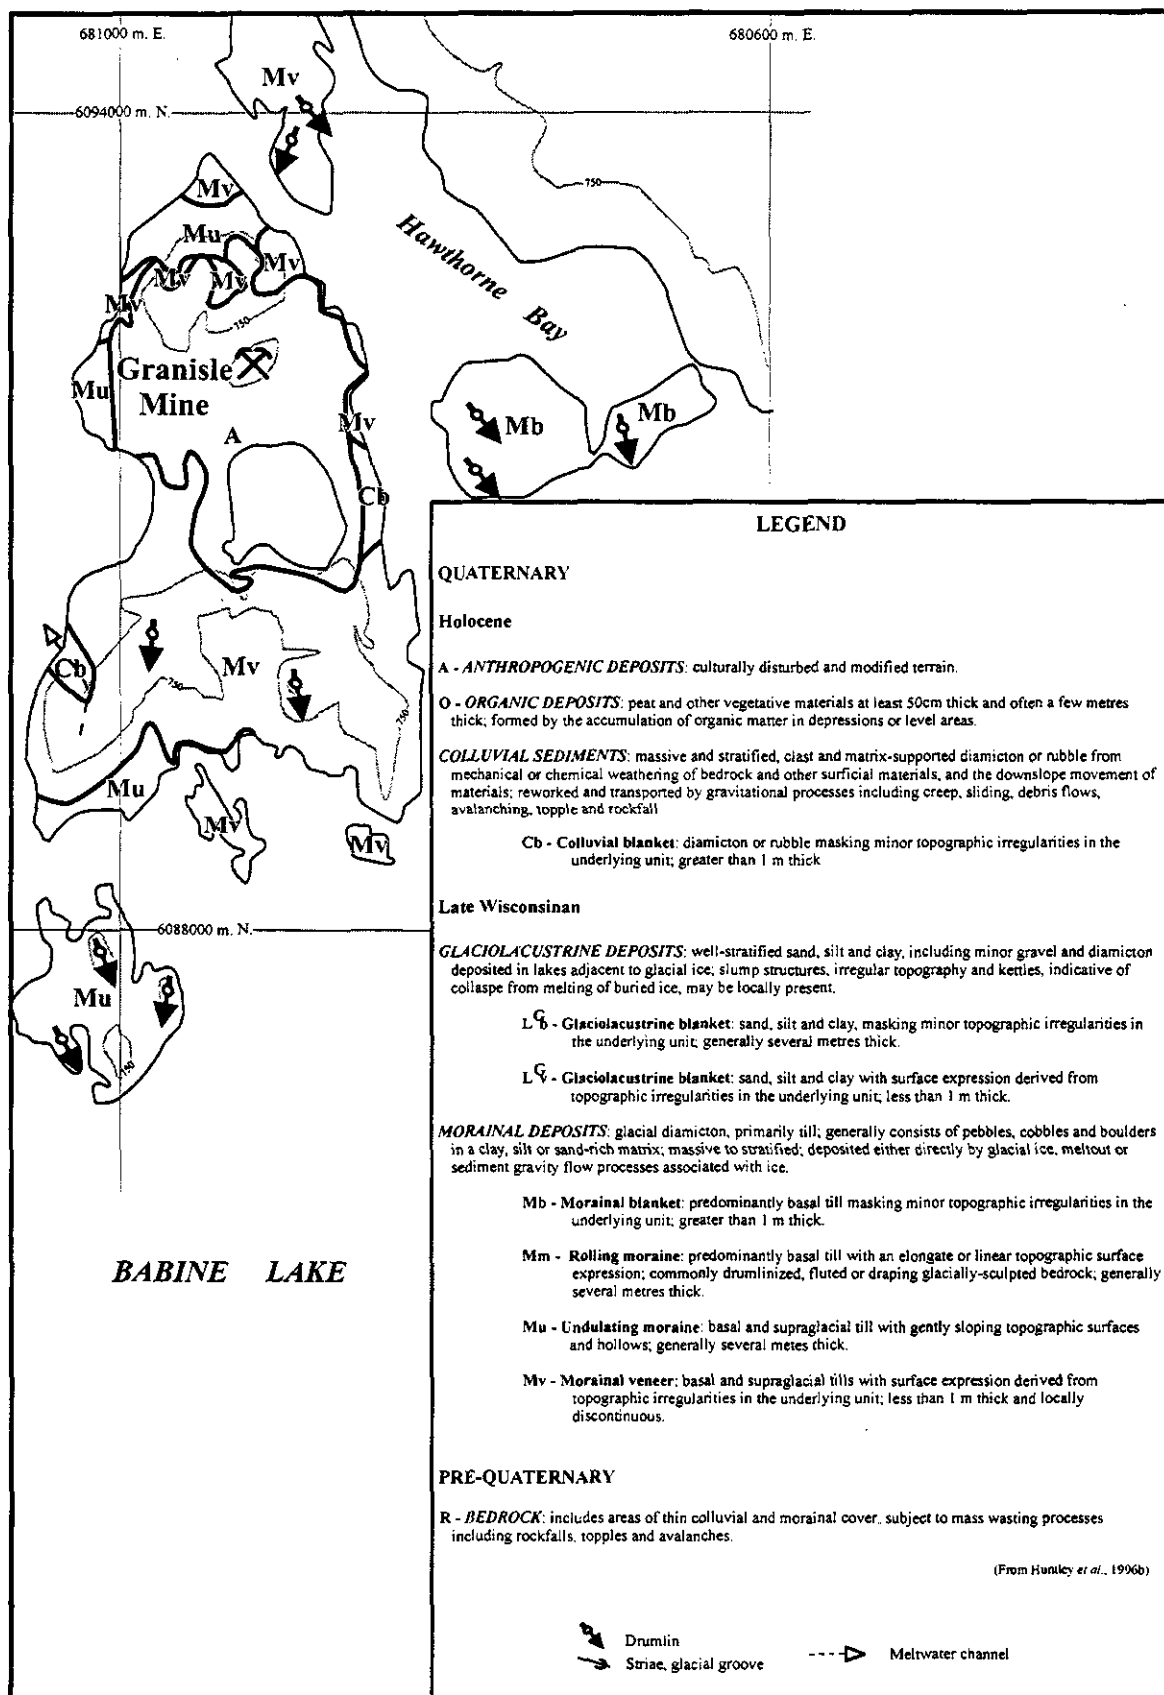 681000 m. E.
680600 m. E.
Mv
6094000 m. N.
750
Mv
Mu
Mv
Mv
Mv
Mv
750
Hawthorne
Bay
Granisle
Mine
Mu
A
Mv
Cb
Mb
Mb
Mv
Cb
750
750
Mu
Mv
Mv
6088000 m. N.
Mu
750
BABINE LAKE
LEGEND
QUATERNARY
Holocene
A - ANTHROPOGENIC DEPOSITS: culturally disturbed and modified terrain.
O - ORGANIC DEPOSITS: peat and other vegetative materials at least 50cm thick and often a few metres
thick; formed by the accumulation of organic matter in depressions or level areas.
COLLUVIAL SEDIMENTS: massive and stratified, clast and matrix-supported diamicton or rubble from
mechanical or chemical weathering of bedrock and other surficial materials, and the downslope movement of
materials; reworked and transported by gravitational processes including creep, sliding, debris flows,
avalanching, topple and rockfall
Cb - Colluvial blanket: diamicton or rubble masking minor topographic irregularities in the
underlying unit; greater than 1 m thick
Late Wisconsinan
GLACIOLACUSTRINE DEPOSITS: well-stratified sand, silt and clay, including minor gravel and diamicton
deposited in lakes adjacent to glacial ice; slump structures, irregular topography and kettles, indicative of
collaspe from melting of buried ice, may be locally present.
LGb - Glaciolacustrine blanket: sand, silt and clay, masking minor topographic irregularities in
the underlying unit; generally several metres thick.
LGv - Glaciolacustrine blanket: sand, silt and clay with surface expression derived from
topographic irregularities in the underlying unit; less than 1 m thick.
MORAINAL DEPOSITS: glacial diamicton, primarily till; generally consists of pebbles, cobbles and boulders
in a clay, silt or sand-rich matrix; massive to stratified; deposited either directly by glacial ice, meltout or
sediment gravity flow processes associated with ice.
Mb - Morainal blanket: predominantly basal till masking minor topographic irregularities in the
underlying unit; greater than 1 m thick.
Mm - Rolling moraine: predominantly basal till with an elongate or linear topographic surface
expression; commonly drumlinized, fluted or draping glacially-sculpted bedrock; generally
several metres thick.
Mu - Undulating moraine: basal and supraglacial till with gently sloping topographic surfaces
and hollows; generally several metes thick.
Mv - Morainal veneer: basal and supraglacial tills with surface expression derived from
topographic irregularities in the underlying unit; less than 1 m thick and locally
discontinuous.
PRE-QUATERNARY
R - BEDROCK: includes areas of thin colluvial and morainal cover, subject to mass wasting processes
including rockfalls, topples and avalanches.
(From Huntley et al., 1996b)
Drumlin
Striae, glacial groove
Meltwater channel